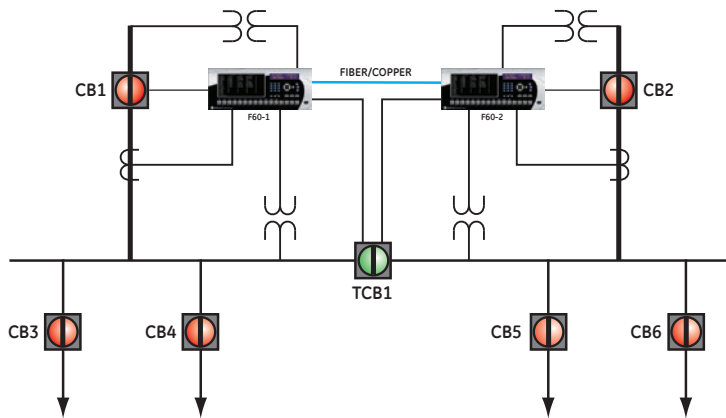 FIBER/COPPER
CB1
CB2
F60-1
F60-2
TCB1
CB3
CB4
CB5
CB6